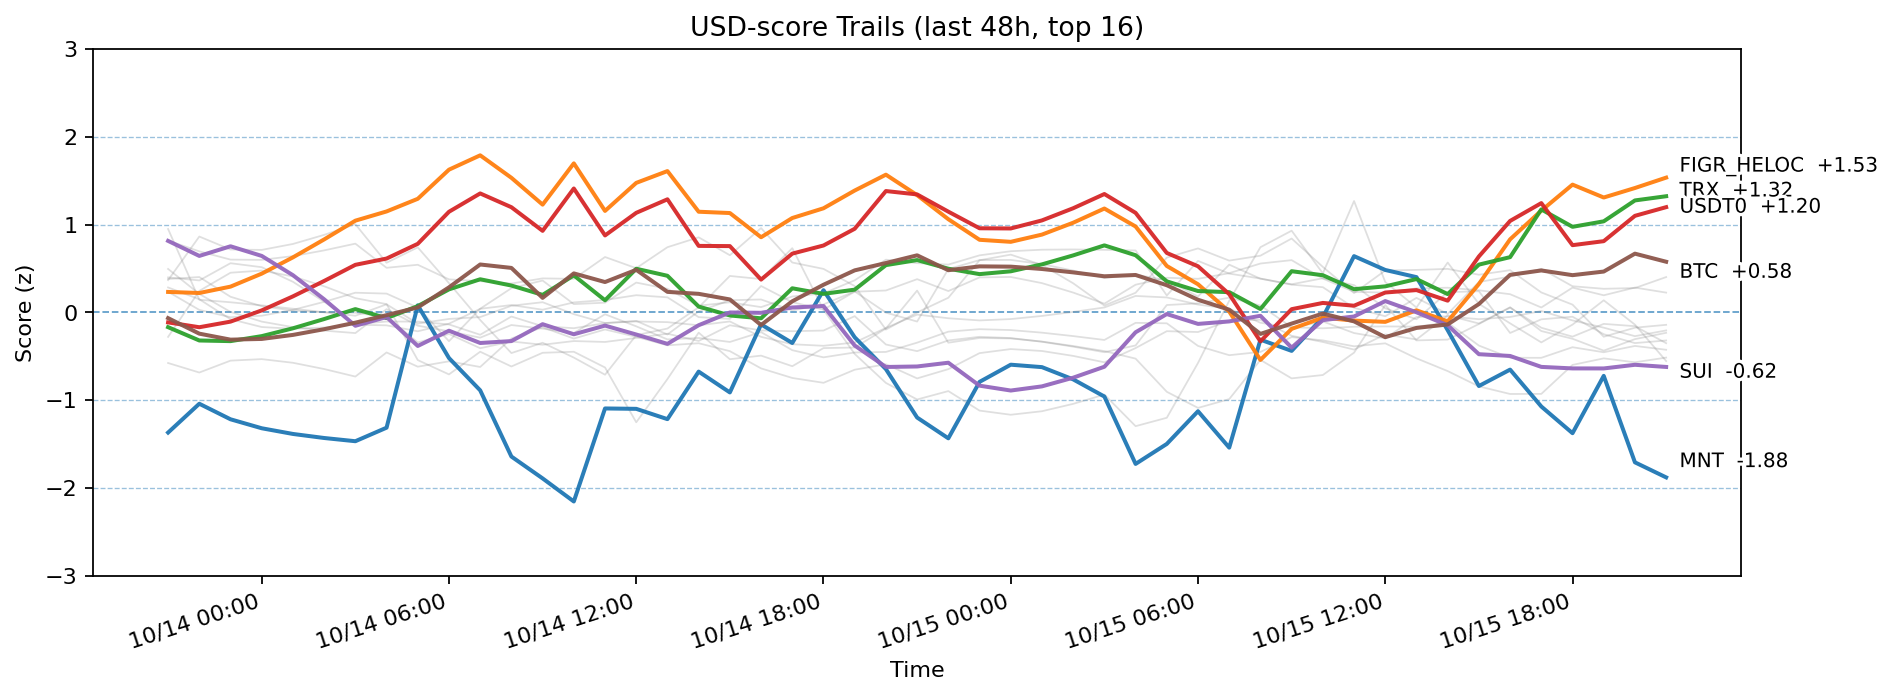 USD-score Trails (last 48h, top 16)
Score (z)
3
2
1
0
−1
−2
−3
FIGR_HELOC +1.53
TRX +1.32
USDT0 +1.20
BTC +0.58
SUI -0.62
MNT -1.88
10/14 00:00
10/14 06:00
10/14 12:00
10/14 18:00
10/15 00:00
10/15 06:00
10/15 12:00
10/15 18:00
Time